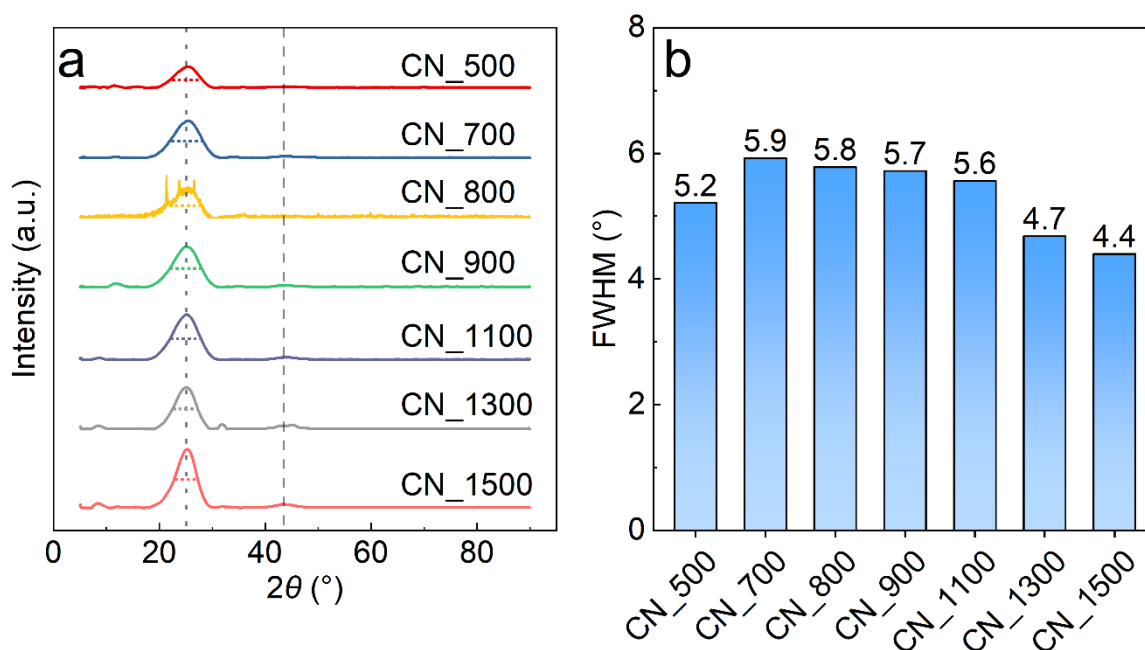 a
CN_500
CN_700
CN_800
CN_900
CN_1100
CN_1300
CN_1500
Intensity (a.u.)
0 20 40 60 80
2θ (°)
b
8
6
4
2
0
FWHM (°)
5.2 5.9 5.8 5.7 5.6 4.7 4.4
CN_500 CN_700 CN_800 CN_900 CN_1100 CN_1300 CN_1500